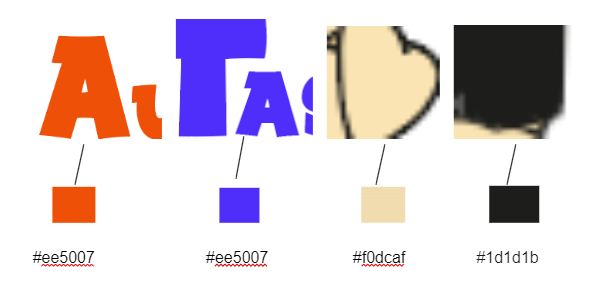 Au
Tas
#ee5007
#ee5007
#f0dcaf
#1d1d1b